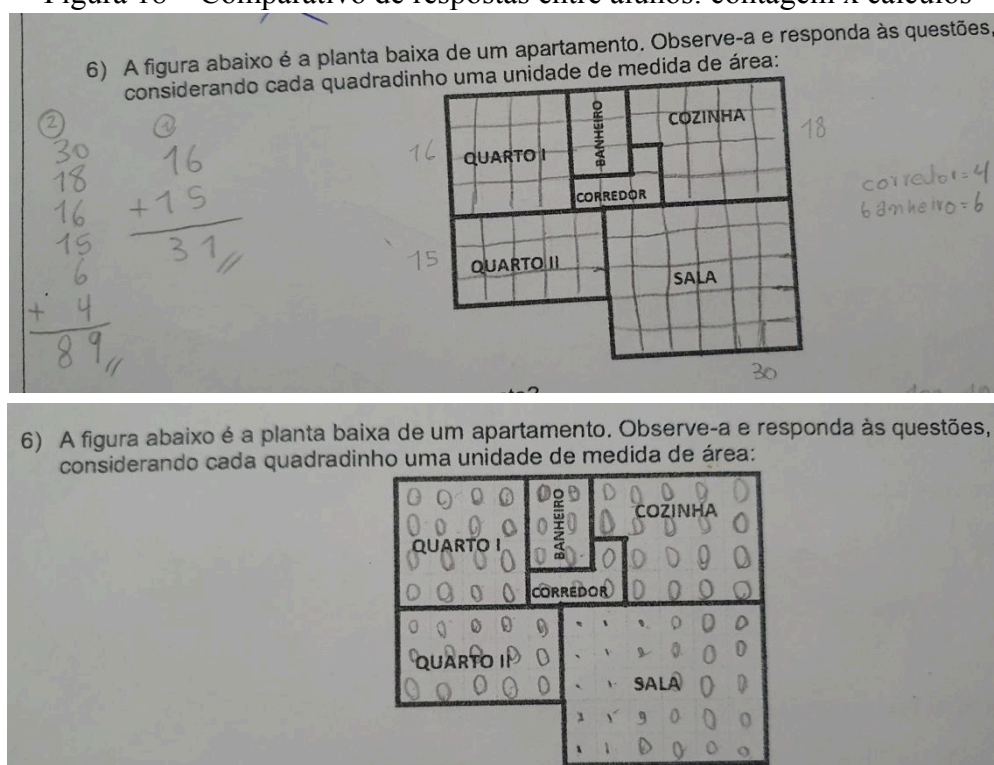 Figura 16 – Comparativo de respostas entre alunos: contagem x cálculos
6) A figura abaixo é a planta baixa de um apartamento. Observe-a e responda às questões,
considerando cada quadradinho uma unidade de medida de área:
2
30
18
16
15
6
+ 4
89
1
16
+ 15
31
16
QUARTO I
BANHEIRO
COZINHA
18
CORREDOR
corredor = 4
banheiro = 6
15
QUARTO II
SALA
30
6) A figura abaixo é a planta baixa de um apartamento. Observe-a e responda às questões,
considerando cada quadradinho uma unidade de medida de área:
QUARTO I
BANHEIRO
COZINHA
CORREDOR
QUARTO II
SALA